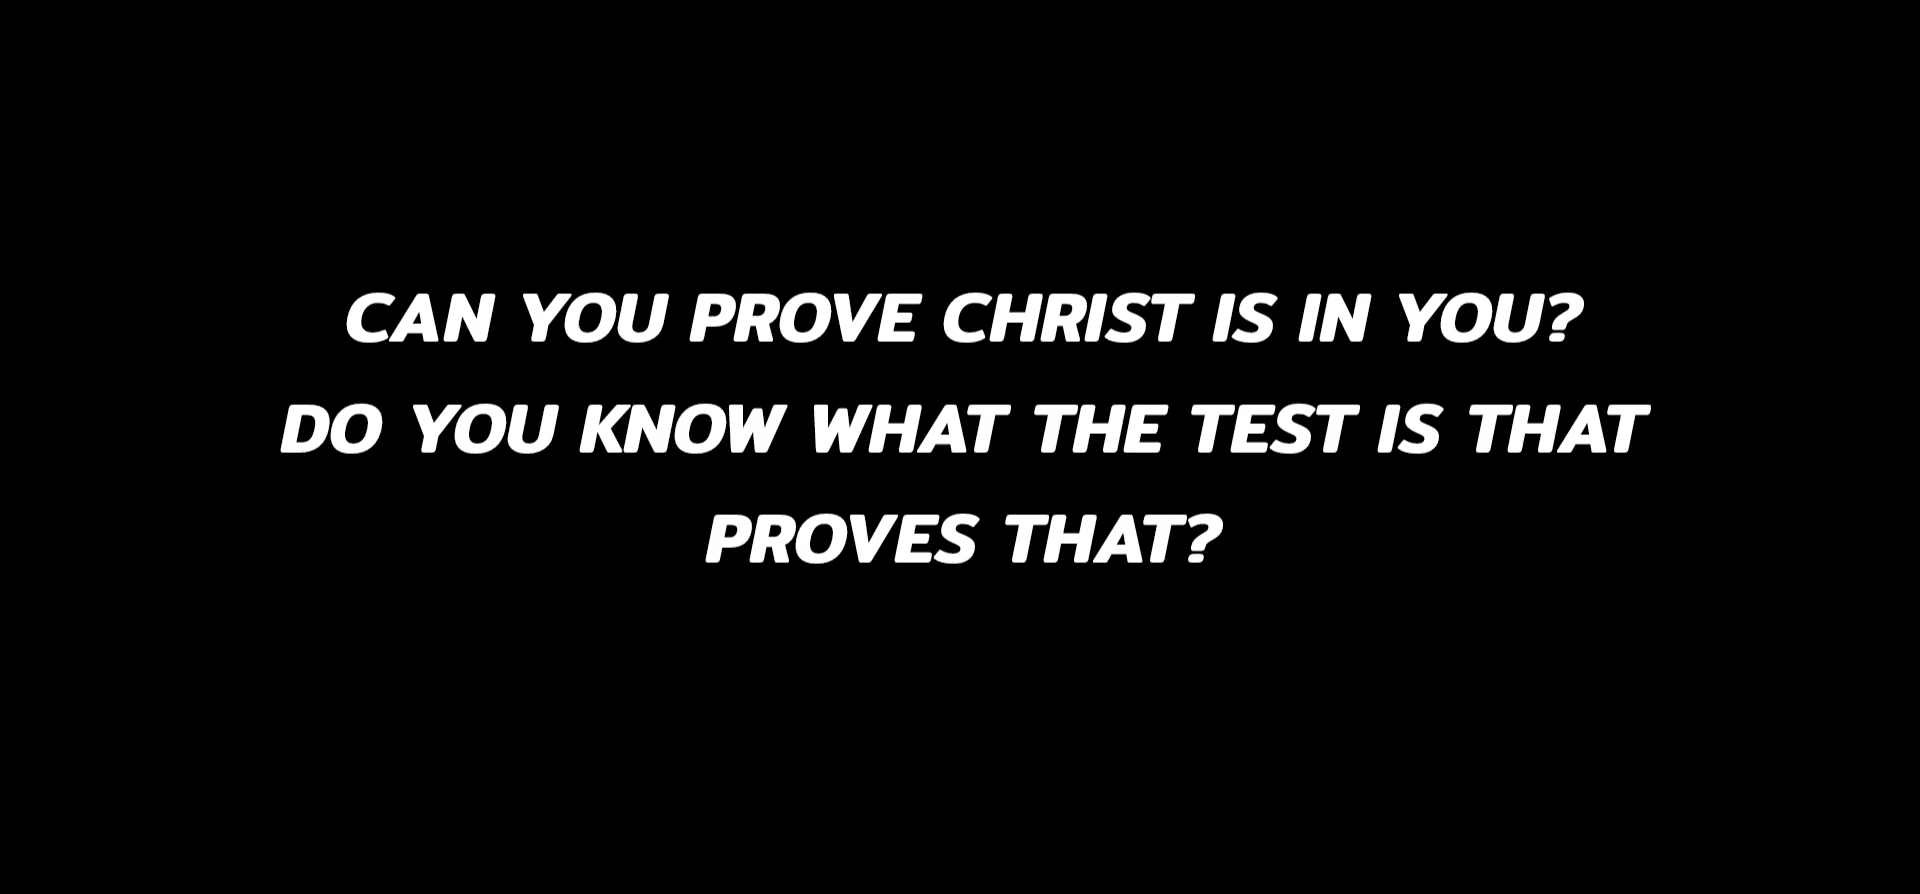 CAN YOU PROVE CHRIST IS IN YOU?
DO YOU KNOW WHAT THE TEST IS THAT
PROVES THAT?